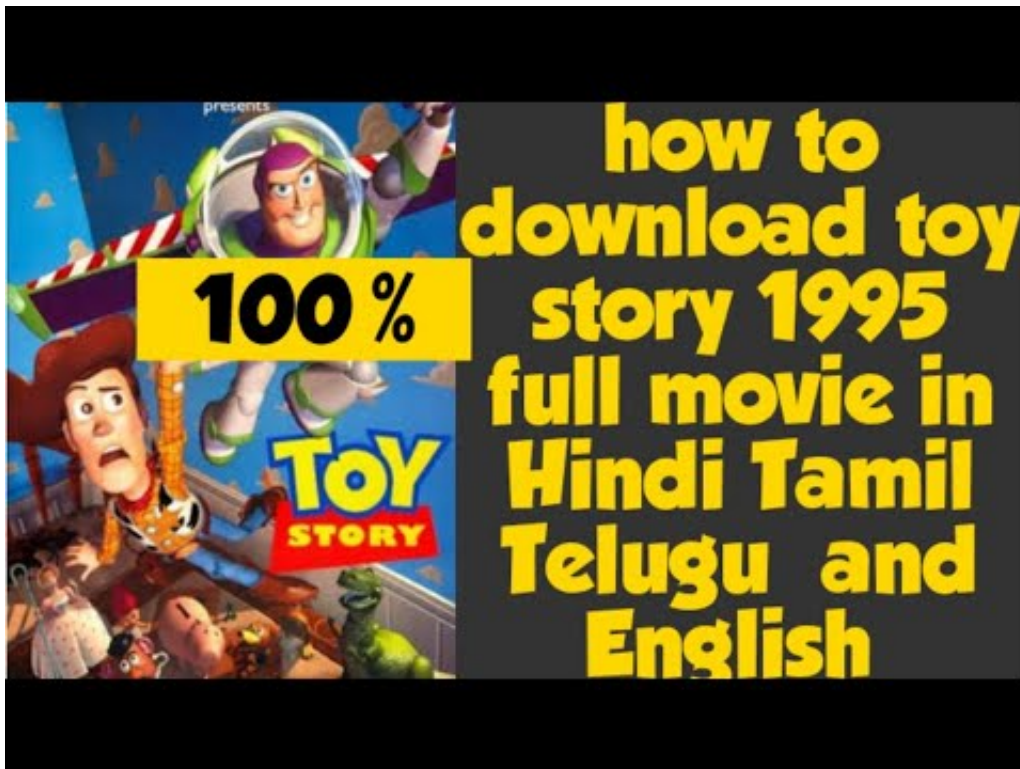 presents
100 %
TOY
STORY
how to
download toy
story 1995
full movie in
Hindi Tamil
Telugu and
English